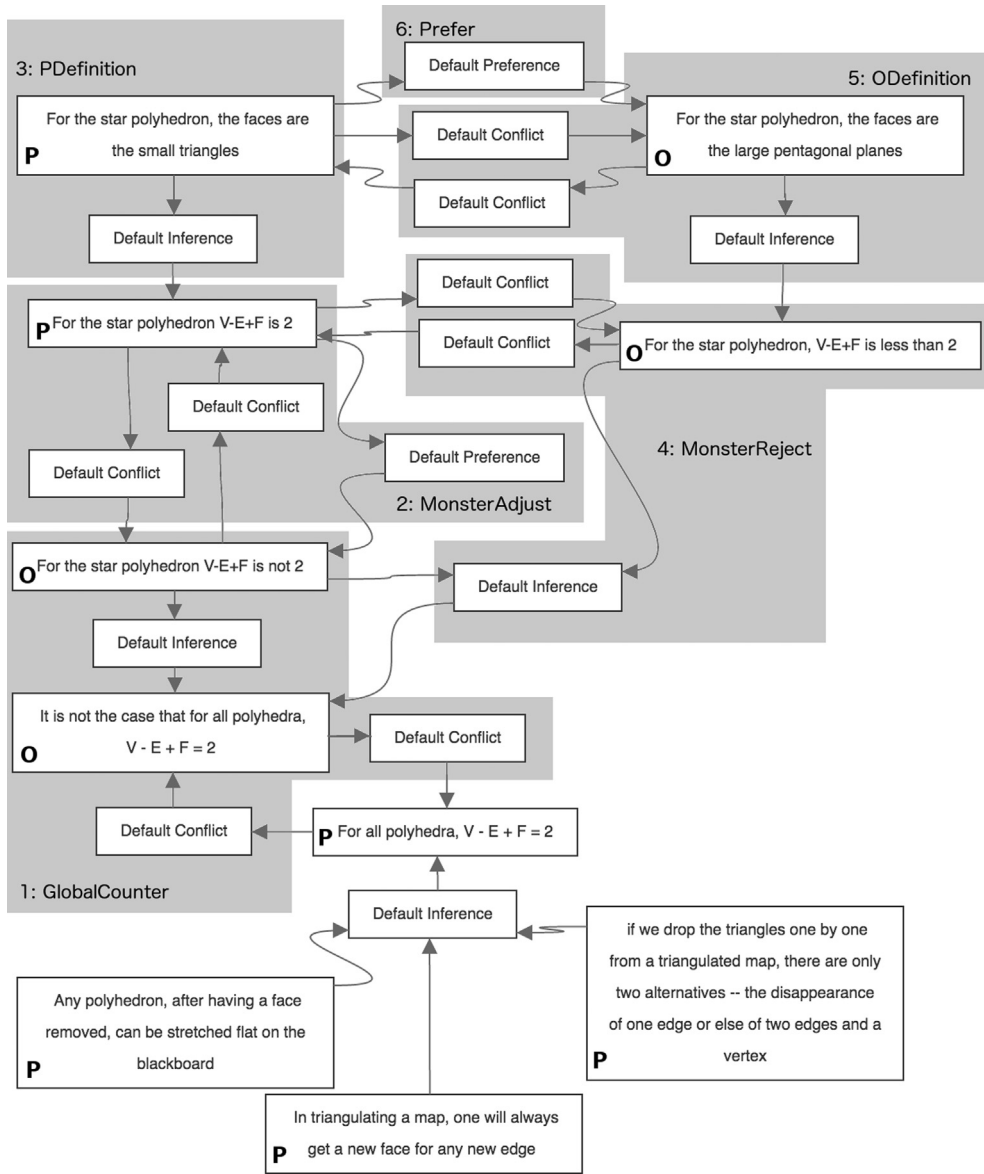 6: Prefer
Default Preference
3: PDefinition
5: ODefinition
For the star polyhedron, the faces are
the small triangles
P
Default Conflict
For the star polyhedron, the faces are
the large pentagonal planes
O
Default Conflict
Default Inference
Default Inference
Default Conflict
P For the star polyhedron V-E+F is 2
Default Conflict
O For the star polyhedron, V-E+F is less than 2
Default Conflict
Default Conflict
Default Preference
4: MonsterReject
2: MonsterAdjust
O For the star polyhedron V-E+F is not 2
Default Inference
Default Inference
It is not the case that for all polyhedra,
V - E + F = 2
O
Default Conflict
Default Conflict
P For all polyhedra, V - E + F = 2
1: GlobalCounter
Default Inference
if we drop the triangles one by one
from a triangulated map, there are only
two alternatives -- the disappearance
of one edge or else of two edges and a
vertex
P
Any polyhedron, after having a face
removed, can be stretched flat on the
blackboard
P
In triangulating a map, one will always
get a new face for any new edge
P